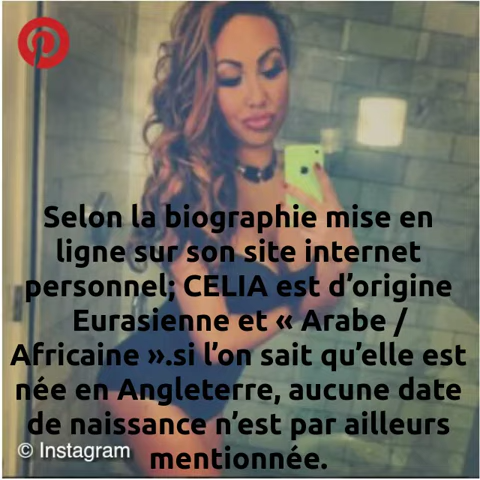 Selon la biographie mise en
ligne sur son site internet
personnel; CELIA est d’origine
Eurasienne et « Arabe /
Africaine ».si l’on sait qu’elle est
née en Angleterre, aucune date
de naissance n’est par ailleurs
mentionnée.
© Instagram